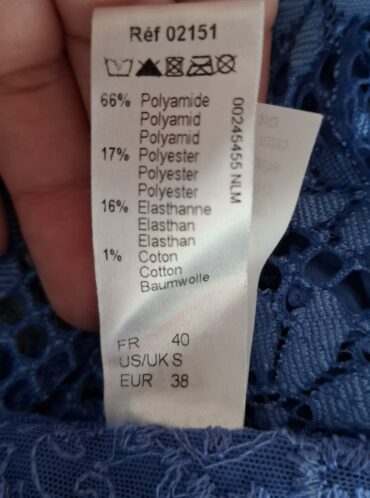 Réf 02151
66% Polyamide
Polyamid
Polyamid
17% Polyester
Polyester
Polyester
16% Elasthanne
Elasthan
Elasthan
1% Coton
Cotton
Baumwolle
FR 40
US/UK S
EUR 38
00245455 NLM